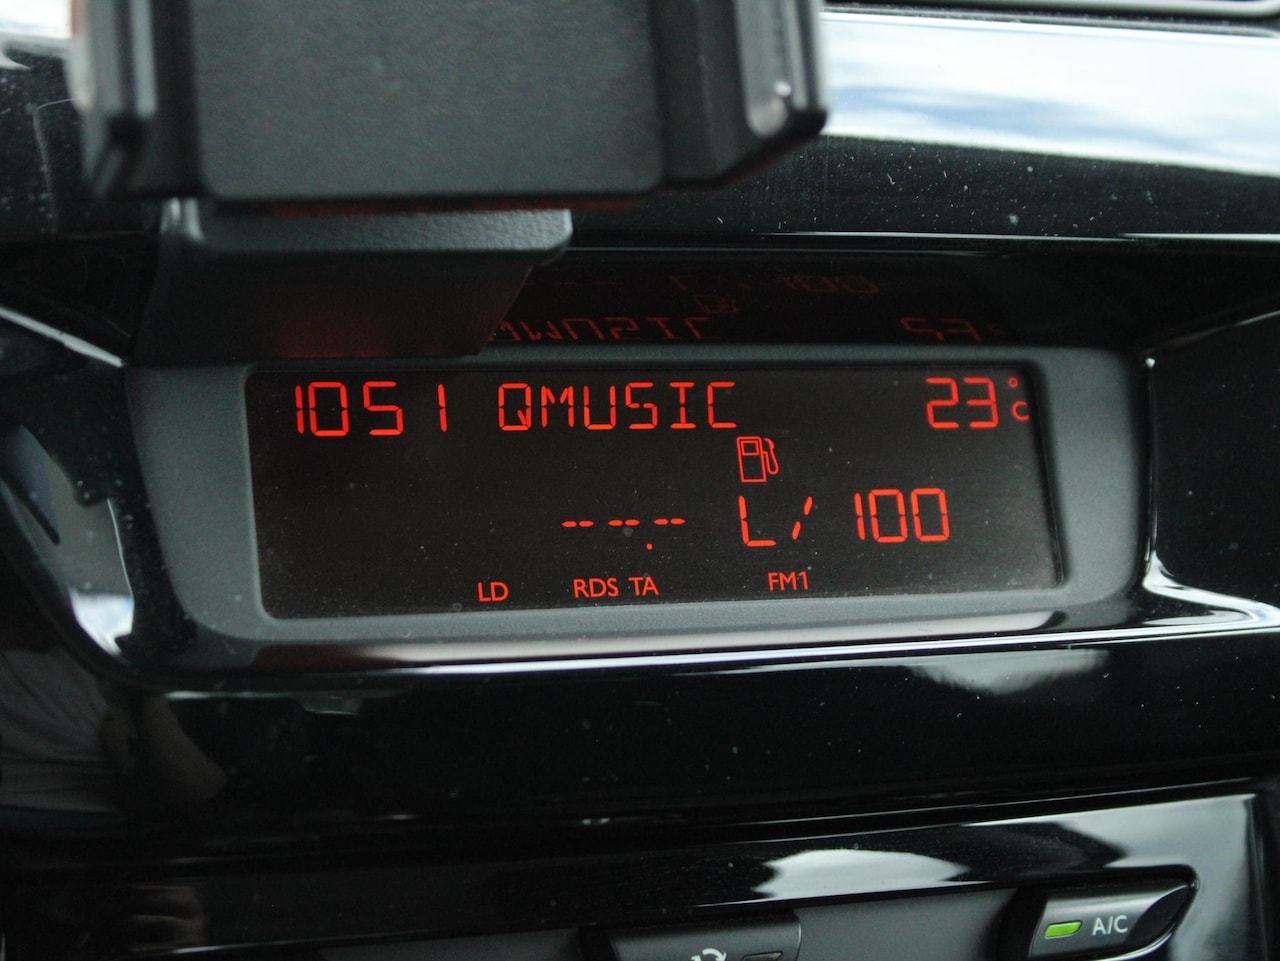 1051 QMUSIC 23°C
-- --.-- L/100
LD RDS TA FM1
A/C